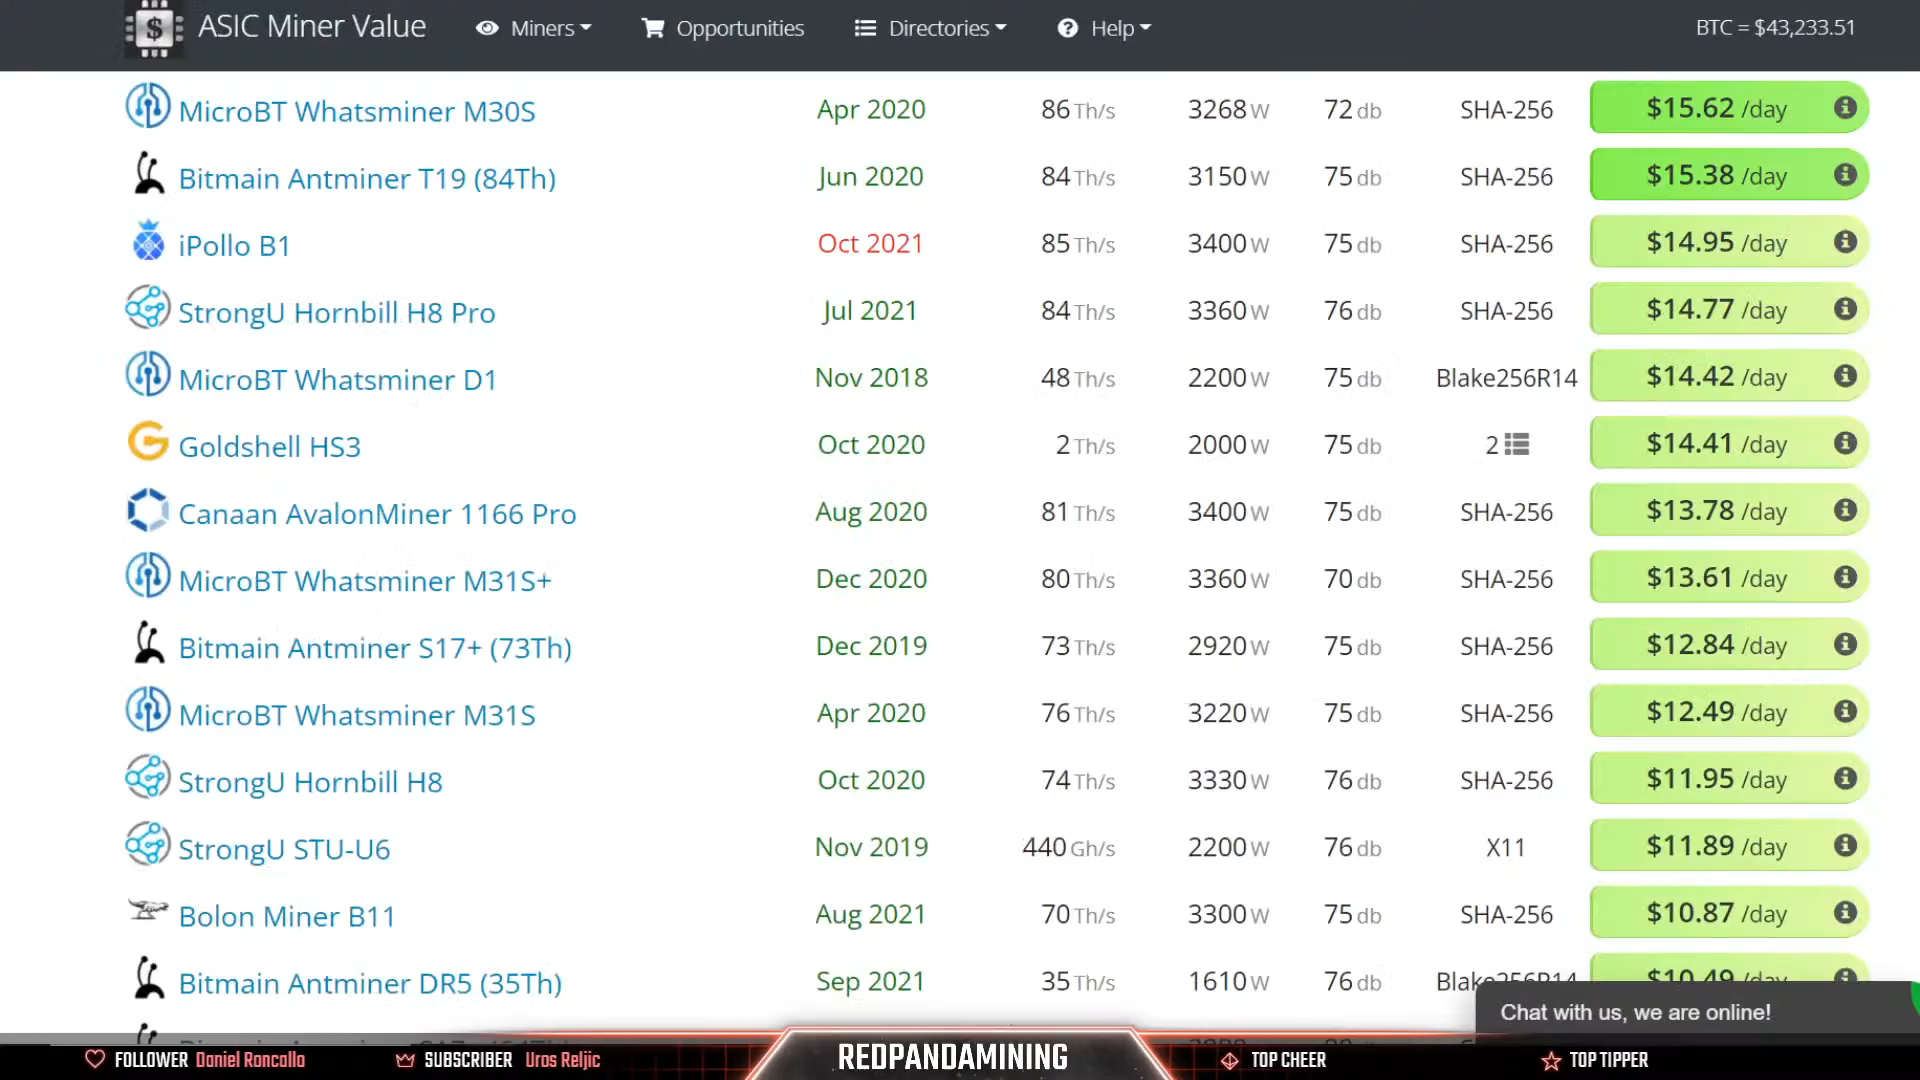 $ ASIC Miner Value Miners Opportunities Directories Help BTC = $43,233.51
MicroBT Whatsminer M30S Apr 2020 86 Th/s 3268 W 72 db SHA-256 $15.62 /day
Bitmain Antminer T19 (84Th) Jun 2020 84 Th/s 3150 W 75 db SHA-256 $15.38 /day
iPollo B1 Oct 2021 85 Th/s 3400 W 75 db SHA-256 $14.95 /day
StrongU Hornbill H8 Pro Jul 2021 84 Th/s 3360 W 76 db SHA-256 $14.77 /day
MicroBT Whatsminer D1 Nov 2018 48 Th/s 2200 W 75 db Blake256R14 $14.42 /day
Goldshell HS3 Oct 2020 2 Th/s 2000 W 75 db 2 $14.41 /day
Canaan AvalonMiner 1166 Pro Aug 2020 81 Th/s 3400 W 75 db SHA-256 $13.78 /day
MicroBT Whatsminer M31S+ Dec 2020 80 Th/s 3360 W 70 db SHA-256 $13.61 /day
Bitmain Antminer S17+ (73Th) Dec 2019 73 Th/s 2920 W 75 db SHA-256 $12.84 /day
MicroBT Whatsminer M31S Apr 2020 76 Th/s 3220 W 75 db SHA-256 $12.49 /day
StrongU Hornbill H8 Oct 2020 74 Th/s 3330 W 76 db SHA-256 $11.95 /day
StrongU STU-U6 Nov 2019 440 Gh/s 2200 W 76 db X11 $11.89 /day
Bolon Miner B11 Aug 2021 70 Th/s 3300 W 75 db SHA-256 $10.87 /day
Bitmain Antminer DR5 (35Th) Sep 2021 35 Th/s 1610 W 76 db Blake256R14 $10.49 /day
Chat with us, we are online!
FOLLOWER Daniel Roncallo SUBSCRIBER Uros Reljic REDPANDAMINING TOP CHEER TOP TIPPER